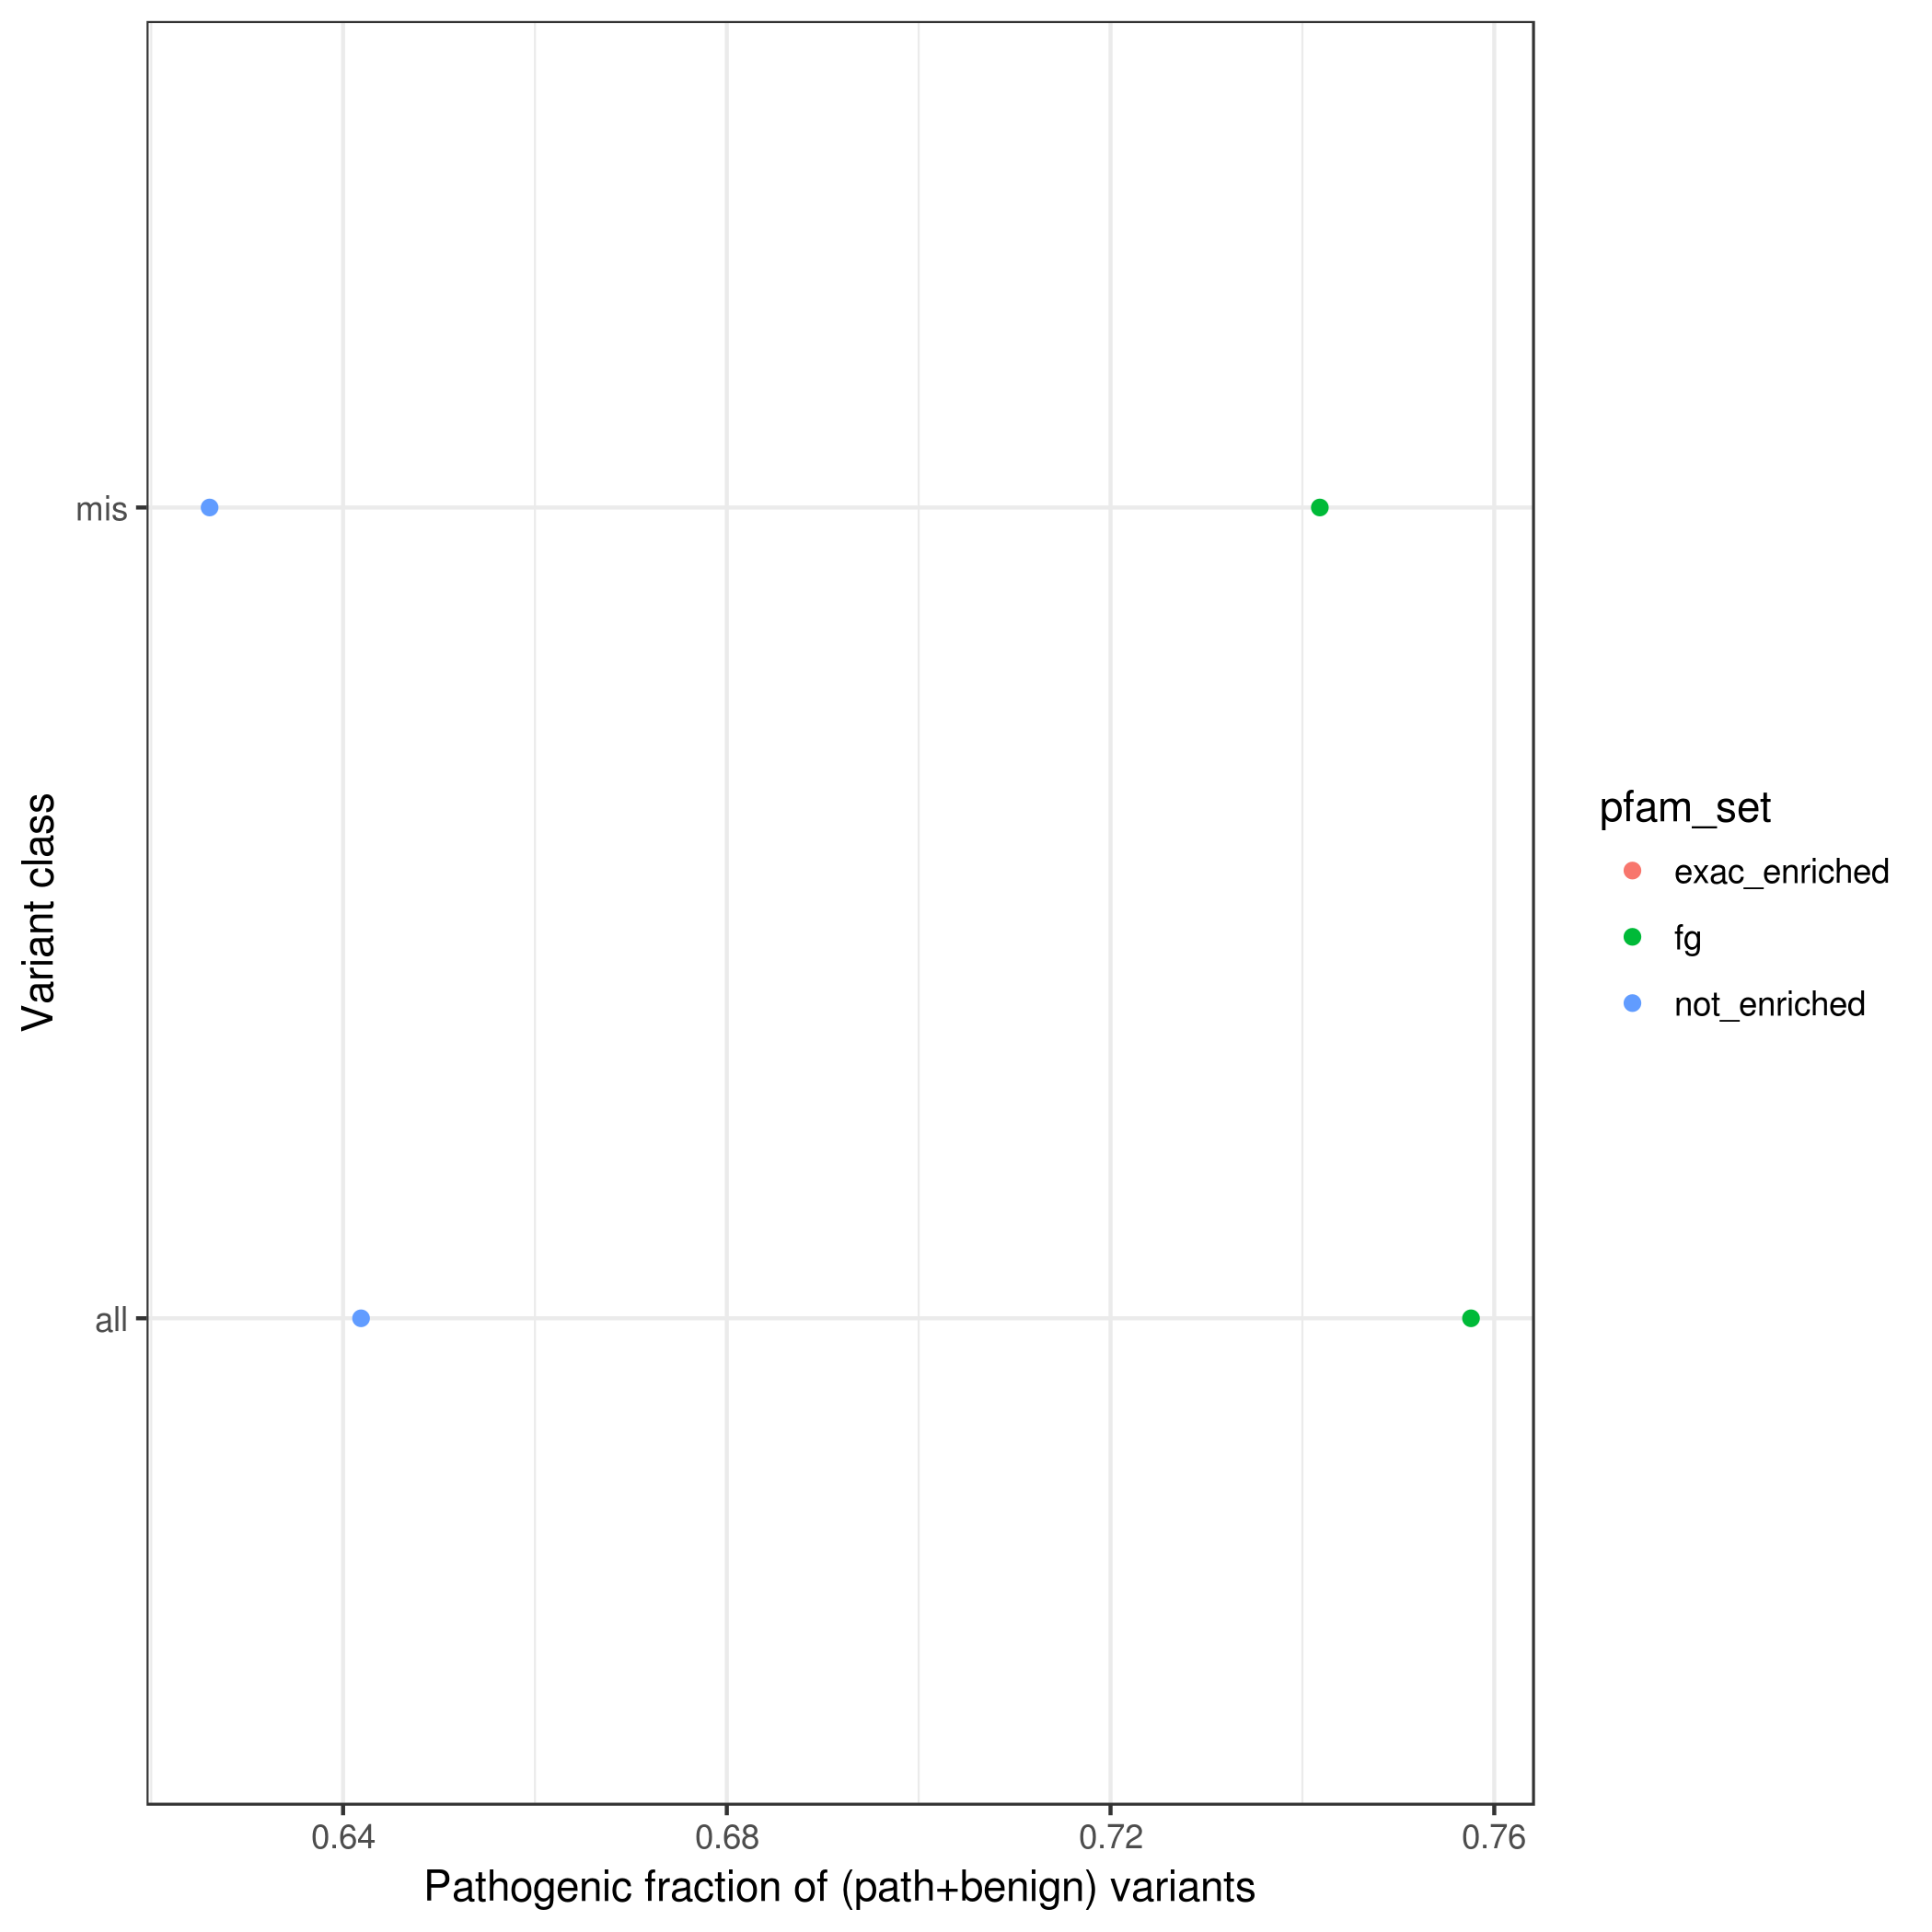 Variant class
mis
all
0.64 0.68 0.72 0.76
Pathogenic fraction of (path+benign) variants
pfam_set
exac_enriched
fg
not_enriched